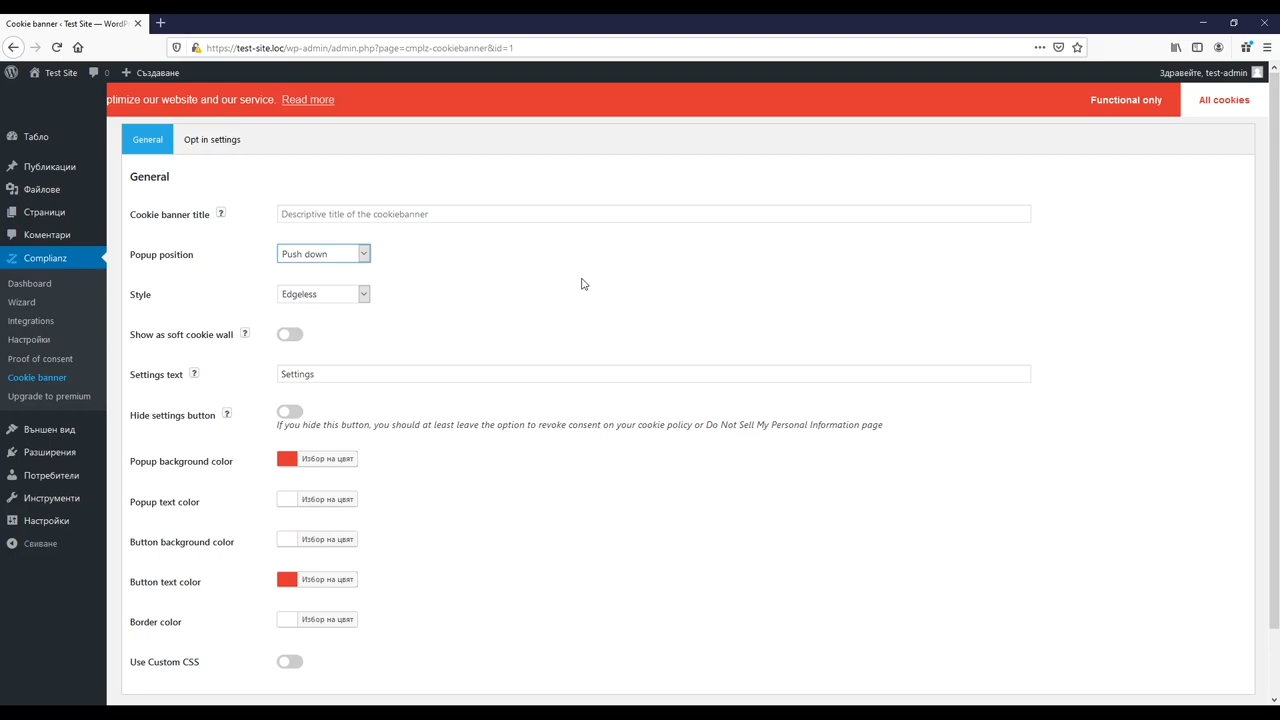 Cookie banner ‹ Test Site — WordPr
https://test-site.loc/wp-admin/admin.php?page=cmplz-cookiebanner&id=1
Test Site
0
Създаване
Здравейте, test-admin
ptimize our website and our service. Read more
Functional only
All cookies
Табло
Публикации
Файлове
Страници
Коментари
Complianz
Dashboard
Wizard
Integrations
Настройки
Proof of consent
Cookie banner
Upgrade to premium
Външен вид
Разширения
Потребители
Инструменти
Настройки
Свиване
General
Opt in settings
General
Cookie banner title ?
Descriptive title of the cookiebanner
Popup position
Push down
Style
Edgeless
Show as soft cookie wall ?
Settings text ?
Settings
Hide settings button ?
If you hide this button, you should at least leave the option to revoke consent on your cookie policy or Do Not Sell My Personal Information page
Popup background color
Избор на цвят
Popup text color
Избор на цвят
Button background color
Избор на цвят
Button text color
Избор на цвят
Border color
Избор на цвят
Use Custom CSS